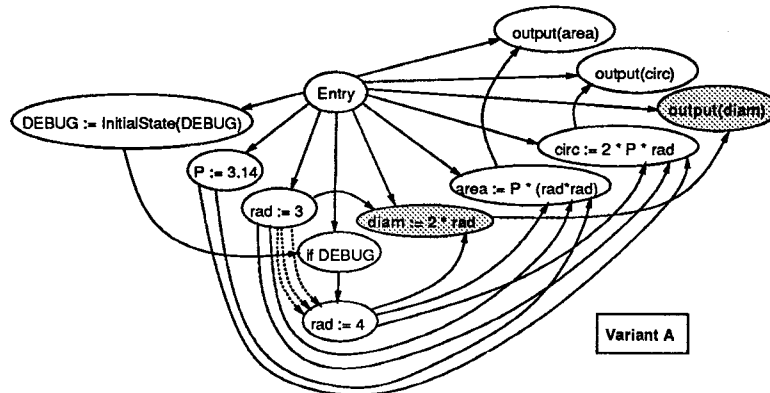 output(area)
output(circ)
Entry
output(diam)
DEBUG := InitialState(DEBUG)
circ := 2 * P * rad
P := 3.14
area := P * (rad*rad)
rad := 3
diam := 2 * rad
if DEBUG
rad := 4
Variant A